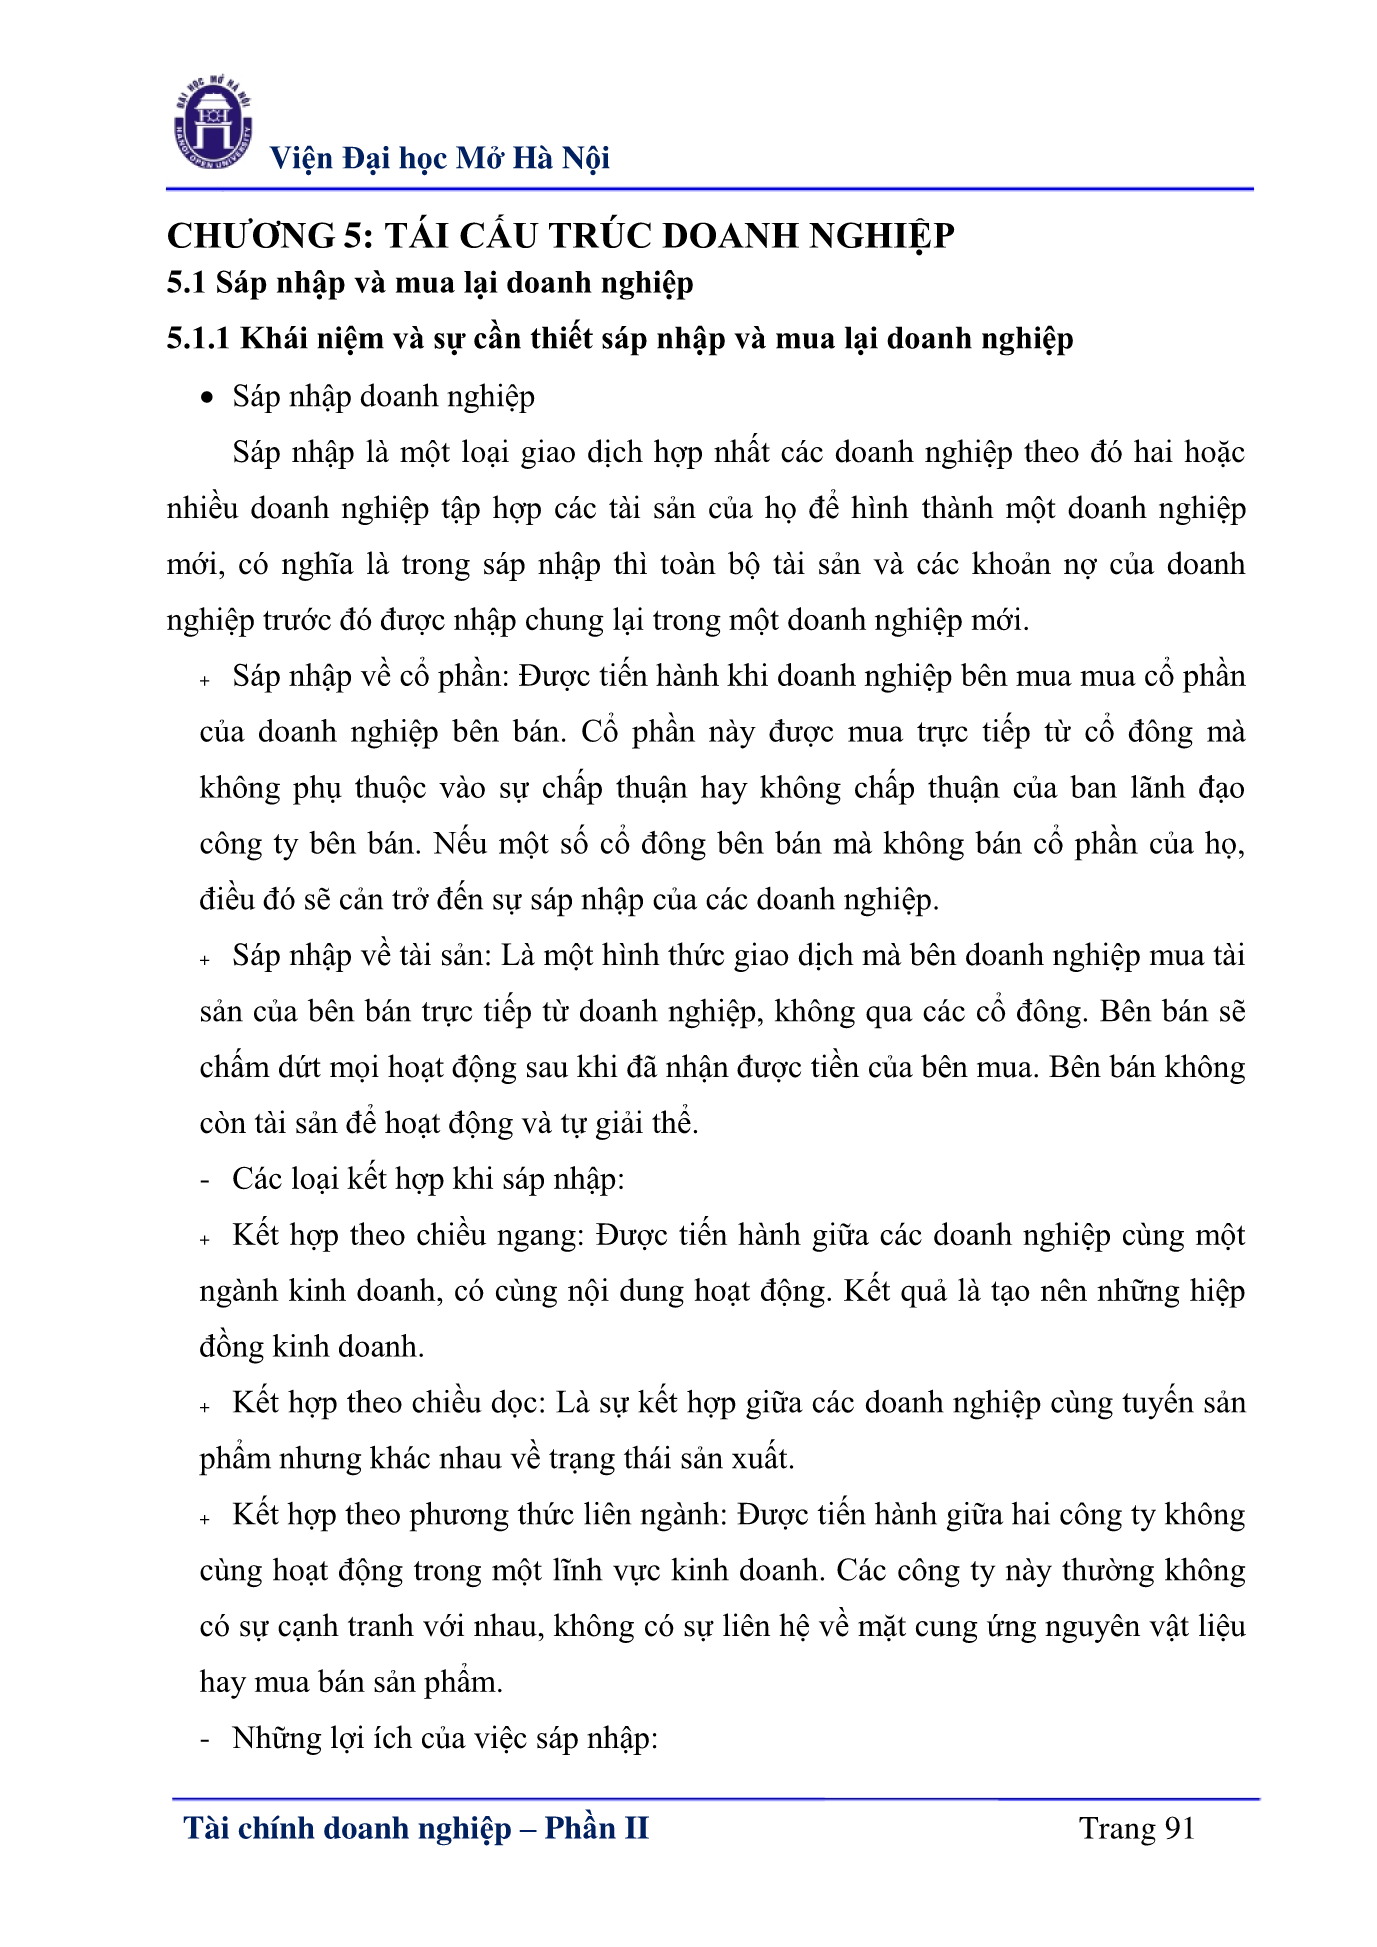 ĐẠI HỌC MỞ HÀ NỘI
HANOI OPEN UNIVERSITY
Viện Đại học Mở Hà Nội
CHƯƠNG 5: TÁI CẤU TRÚC DOANH NGHIỆP
5.1 Sáp nhập và mua lại doanh nghiệp
5.1.1 Khái niệm và sự cần thiết sáp nhập và mua lại doanh nghiệp
• Sáp nhập doanh nghiệp
Sáp nhập là một loại giao dịch hợp nhất các doanh nghiệp theo đó hai hoặc
nhiều doanh nghiệp tập hợp các tài sản của họ để hình thành một doanh nghiệp
mới, có nghĩa là trong sáp nhập thì toàn bộ tài sản và các khoản nợ của doanh
nghiệp trước đó được nhập chung lại trong một doanh nghiệp mới.
+ Sáp nhập về cổ phần: Được tiến hành khi doanh nghiệp bên mua mua cổ phần
của doanh nghiệp bên bán. Cổ phần này được mua trực tiếp từ cổ đông mà
không phụ thuộc vào sự chấp thuận hay không chấp thuận của ban lãnh đạo
công ty bên bán. Nếu một số cổ đông bên bán mà không bán cổ phần của họ,
điều đó sẽ cản trở đến sự sáp nhập của các doanh nghiệp.
+ Sáp nhập về tài sản: Là một hình thức giao dịch mà bên doanh nghiệp mua tài
sản của bên bán trực tiếp từ doanh nghiệp, không qua các cổ đông. Bên bán sẽ
chấm dứt mọi hoạt động sau khi đã nhận được tiền của bên mua. Bên bán không
còn tài sản để hoạt động và tự giải thể.
- Các loại kết hợp khi sáp nhập:
+ Kết hợp theo chiều ngang: Được tiến hành giữa các doanh nghiệp cùng một
ngành kinh doanh, có cùng nội dung hoạt động. Kết quả là tạo nên những hiệp
đồng kinh doanh.
+ Kết hợp theo chiều dọc: Là sự kết hợp giữa các doanh nghiệp cùng tuyến sản
phẩm nhưng khác nhau về trạng thái sản xuất.
+ Kết hợp theo phương thức liên ngành: Được tiến hành giữa hai công ty không
cùng hoạt động trong một lĩnh vực kinh doanh. Các công ty này thường không
có sự cạnh tranh với nhau, không có sự liên hệ về mặt cung ứng nguyên vật liệu
hay mua bán sản phẩm.
- Những lợi ích của việc sáp nhập:
Tài chính doanh nghiệp – Phần II Trang 91